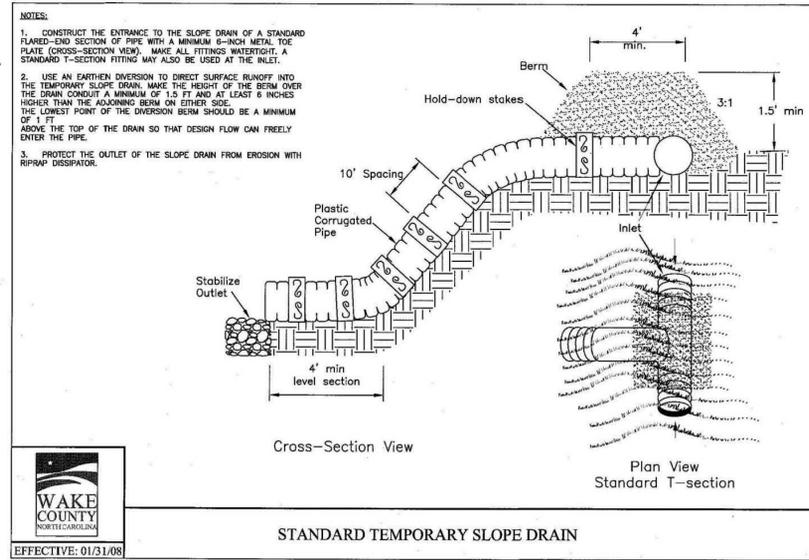 NOTES:
1. CONSTRUCT THE ENTRANCE TO THE SLOPE DRAIN OF A STANDARD
FLARED-END SECTION OF PIPE WITH A MINIMUM 6-INCH METAL TOE
PLATE (CROSS-SECTION VIEW). MAKE ALL FITTINGS WATERTIGHT. A
STANDARD T-SECTION FITTING MAY ALSO BE USED AT THE INLET.
2. USE AN EARTHEN DIVERSION TO DIRECT SURFACE RUNOFF INTO
THE TEMPORARY SLOPE DRAIN. MAKE THE HEIGHT OF THE BERM OVER
THE DRAIN CONDUIT A MINIMUM OF 1.5 FT AND AT LEAST 6 INCHES
HIGHER THAN THE ADJOINING BERM ON EITHER SIDE.
THE LOWEST POINT OF THE DIVERSION BERM SHOULD BE A MINIMUM
OF 1 FT
ABOVE THE TOP OF THE DRAIN SO THAT DESIGN FLOW CAN FREELY
ENTER THE PIPE.
3. PROTECT THE OUTLET OF THE SLOPE DRAIN FROM EROSION WITH
RIPRAP DISSIPATOR.
4'
min.
Berm
Hold-down stakes
3:1
1.5' min
10' Spacing
Plastic
Corrugated
Pipe
Inlet
Stabilize
Outlet
4' min
level section
Cross-Section View
Plan View
Standard T-section
WAKE
COUNTY
NORTH CAROLINA
EFFECTIVE: 01/31/08
STANDARD TEMPORARY SLOPE DRAIN